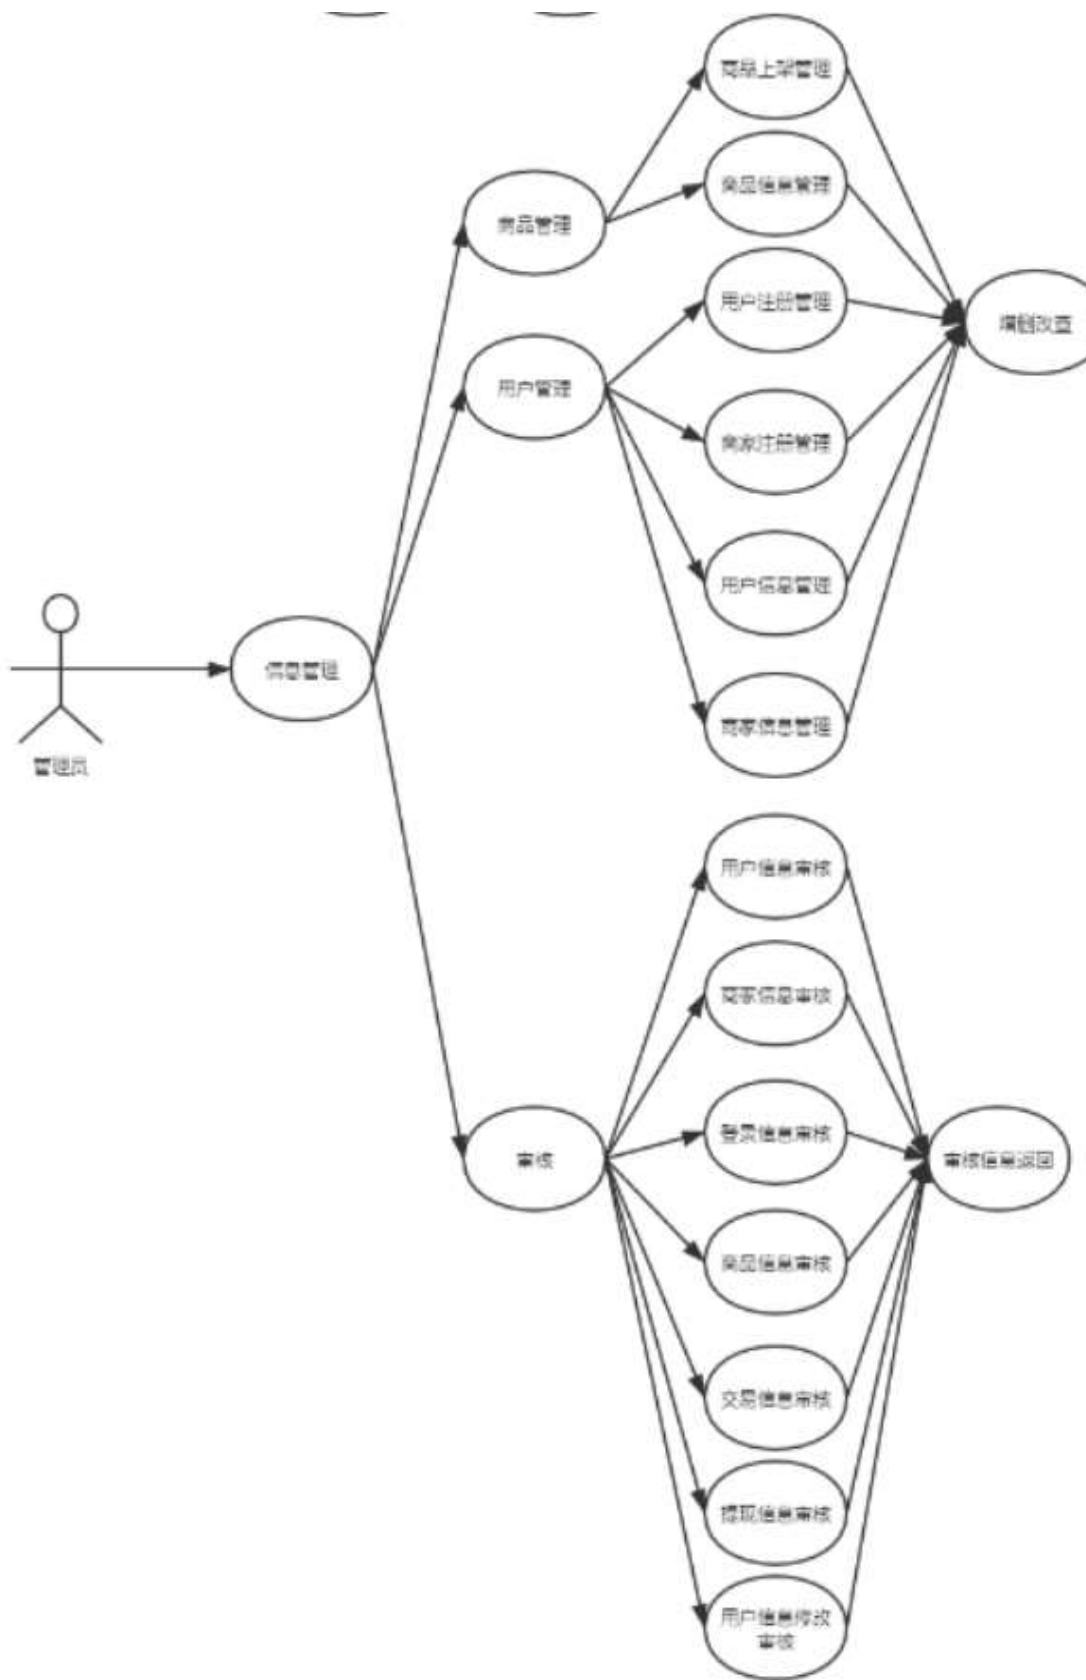 商品上架管理
商品信息管理
商品管理
用户注册管理
增删改查
用户管理
商家注册管理
用户信息管理
信息管理
商家信息管理
管理员
用户信息审核
商家信息审核
登录信息审核
审核
审核信息返回
商品信息审核
交易信息审核
提现信息审核
用户信息修改
审核